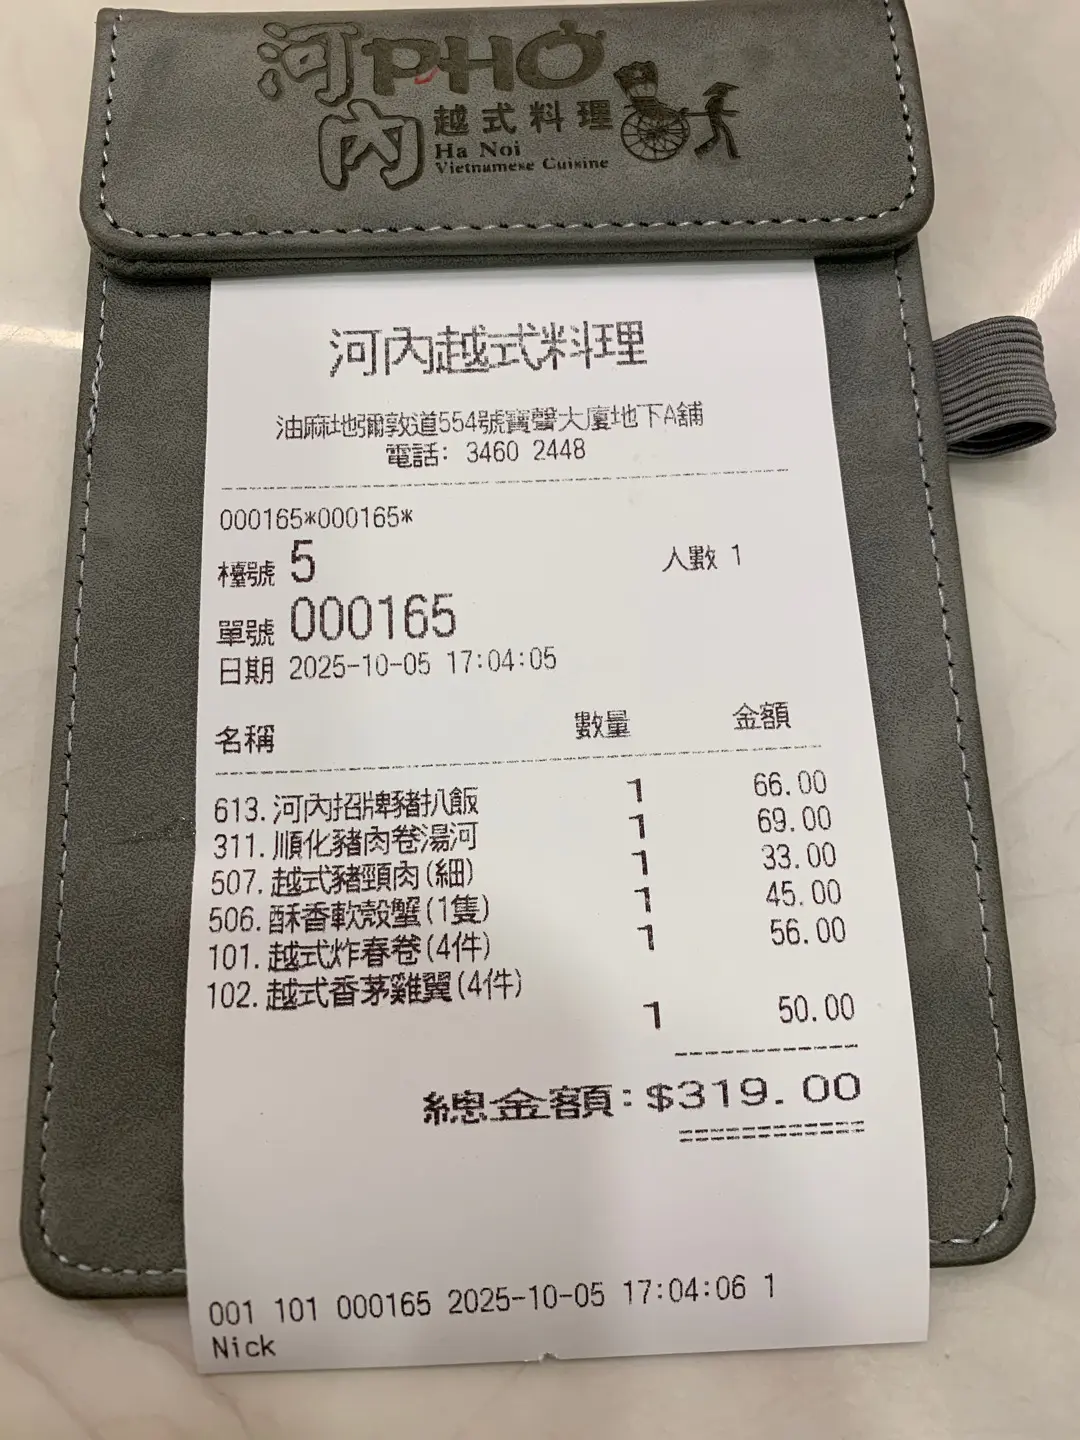 河內 PHỞ
越式料理
Ha Noi
Vietnamese Cuisine
河內越式料理
油麻地彌敦道554號寶聲大廈地下A舖
電話: 3460 2448
000165*000165*
檯號 5 人數 1
單號 000165
日期 2025-10-05 17:04:05
名稱 數量 金額
613. 河內招牌豬扒飯 1 66.00
311. 順化豬肉卷湯河 1 69.00
507. 越式豬頸肉(細) 1 33.00
506. 酥香軟殼蟹(1隻) 1 45.00
101. 越式炸春卷(4件) 1 56.00
102. 越式香茅雞翼(4件)
1 50.00
總金額:$319.00
001 101 000165 2025-10-05 17:04:06 1
Nick